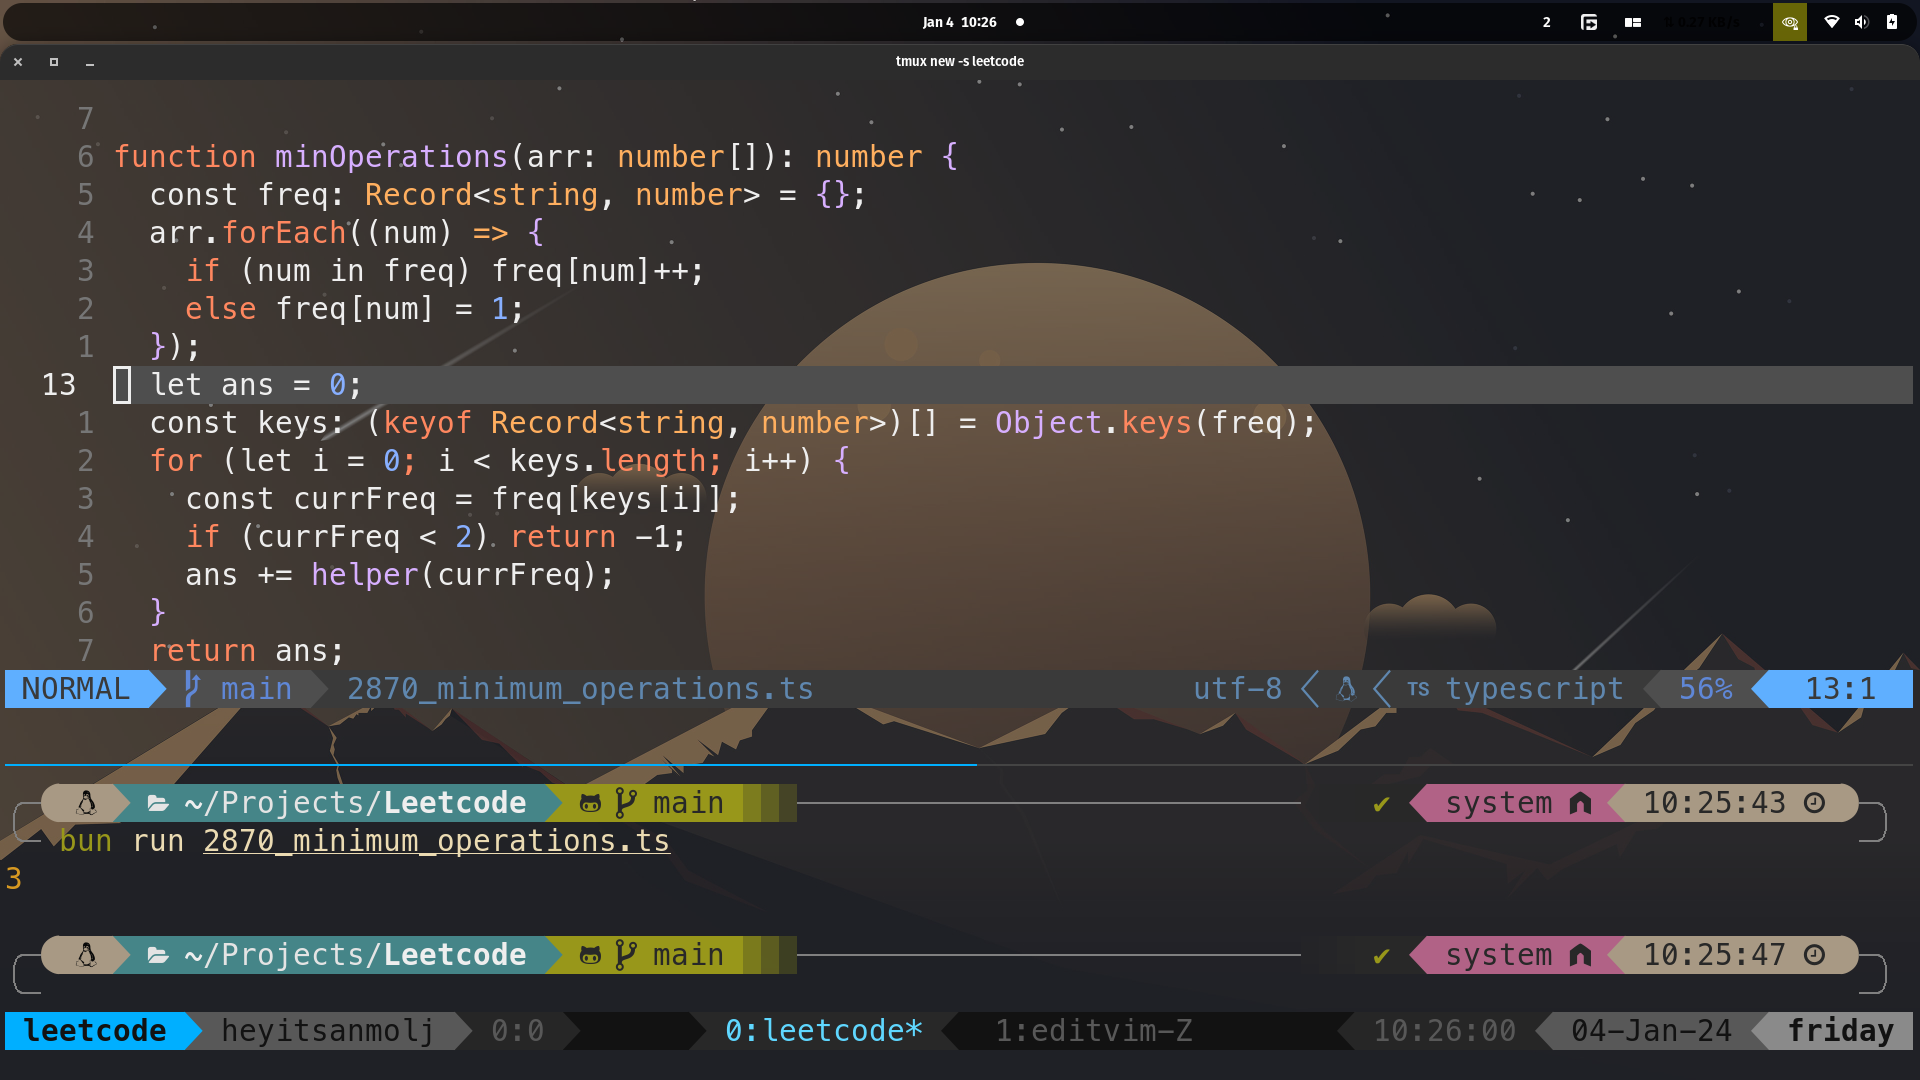 Jan 4 10:26
2
0.27 KB/s
tmux new -s leetcode
7
6 function minOperations(arr: number[]): number {
5 const freq: Record<string, number> = {};
4 arr.forEach((num) => {
3 if (num in freq) freq[num]++;
2 else freq[num] = 1;
1 });
13 let ans = 0;
1 const keys: (keyof Record<string, number>)[] = Object.keys(freq);
2 for (let i = 0; i < keys.length; i++) {
3 const currFreq = freq[keys[i]];
4 if (currFreq < 2) return -1;
5 ans += helper(currFreq);
6 }
7 return ans;
NORMAL main 2870_minimum_operations.ts utf-8 TS typescript 56% 13:1
~/Projects/Leetcode main ✔ system 10:25:43
bun run 2870_minimum_operations.ts
3
~/Projects/Leetcode main ✔ system 10:25:47
leetcode heyitsanmolj 0:0 0:leetcode* 1:editvim-Z 10:26:00 04-Jan-24 friday